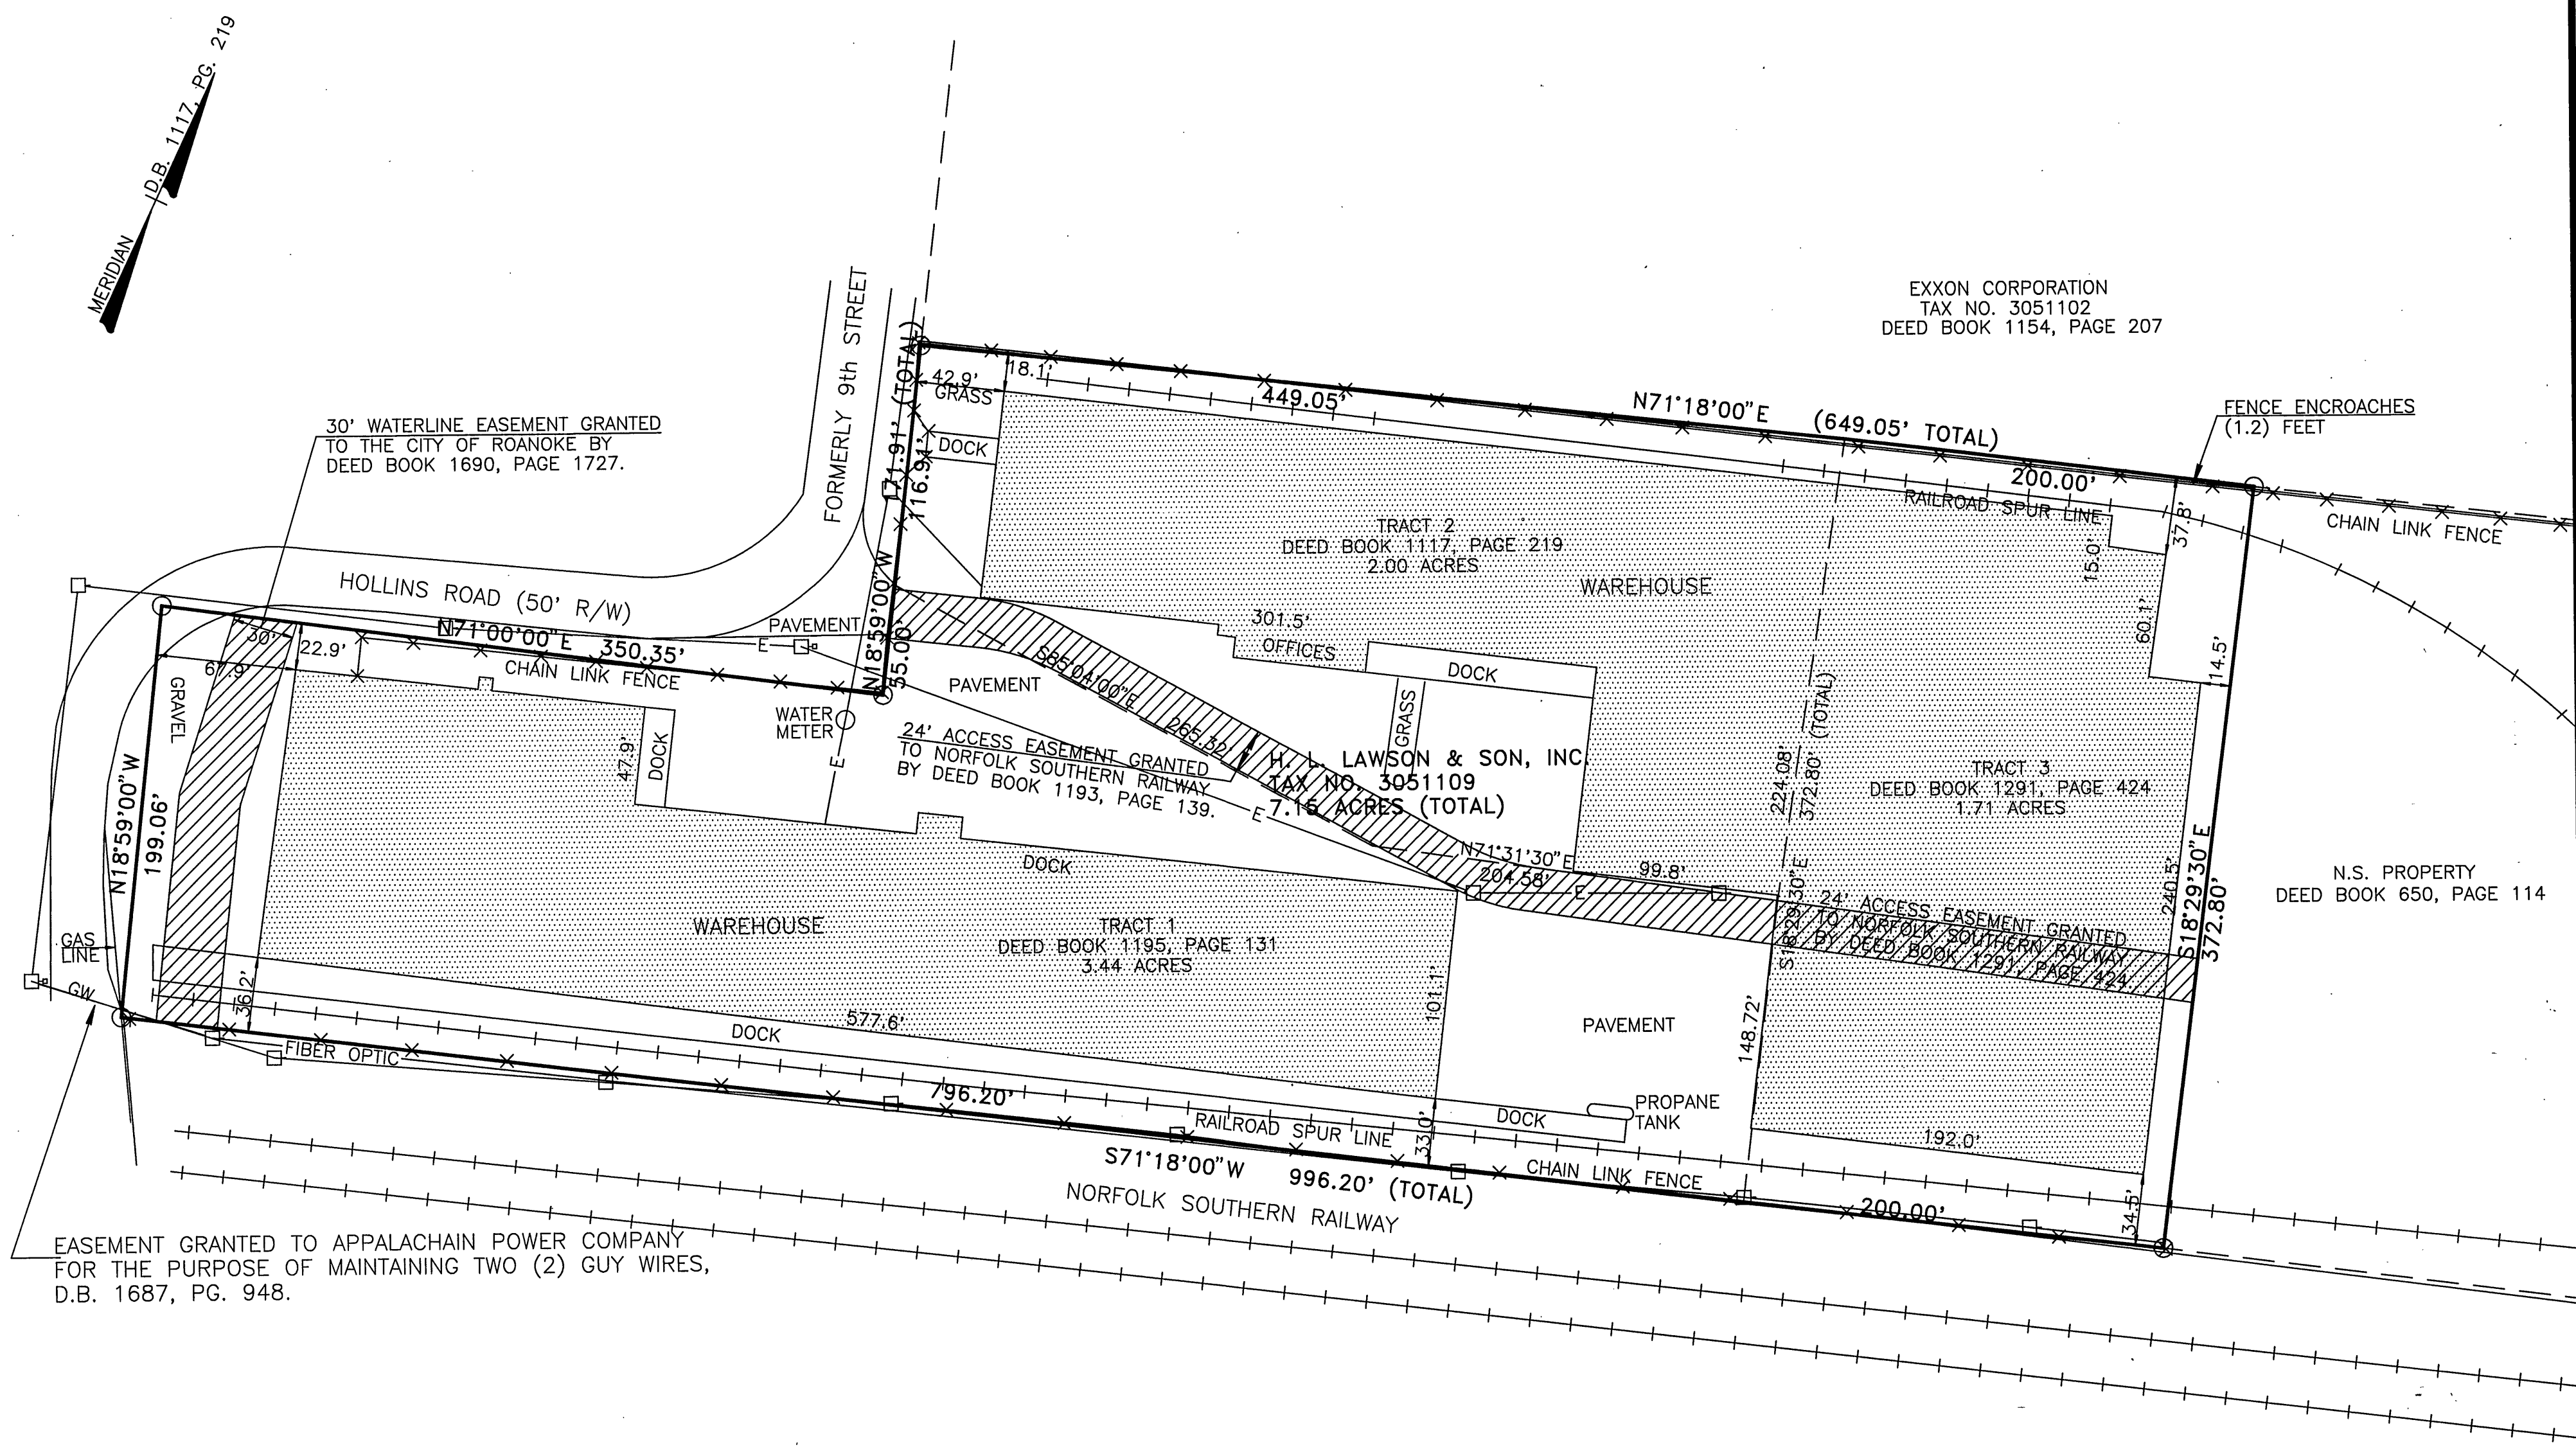 MERIDIAN
D.B. 1117, PG. 219
EXXON CORPORATION
TAX NO. 3051102
DEED BOOK 1154, PAGE 207
FENCE ENCROACHES
(1.2) FEET
30' WATERLINE EASEMENT GRANTED
TO THE CITY OF ROANOKE BY
DEED BOOK 1690, PAGE 1727.
FORMERLY 9th STREET
171.91' (TOTAL)
116.91'
N18°59'00"W
55.00'
42.9'
GRASS
18.1'
449.05'
N71°18'00"E (649.05' TOTAL)
200.00'
RAILROAD SPUR LINE
CHAIN LINK FENCE
DOCK
TRACT 2
DEED BOOK 1117, PAGE 219
2.00 ACRES
WAREHOUSE
37.8'
15.0'
60.1'
14.5'
HOLLINS ROAD (50' R/W)
N71°00'00"E 350.35'
CHAIN LINK FENCE
PAVEMENT
E
30'
22.9'
67.9'
GRAVEL
301.5'
OFFICES
DOCK
GRASS
PAVEMENT
S85°04'00"E
265.32'
WATER
METER
E
47.9'
DOCK
24' ACCESS EASEMENT GRANTED
TO NORFOLK SOUTHERN RAILWAY
BY DEED BOOK 1193, PAGE 139.
E
H. L. LAWSON & SON, INC.
TAX NO. 3051109
7.15 ACRES (TOTAL)
224.08'
372.80' (TOTAL)
S18°29'30"E
TRACT 3
DEED BOOK 1291, PAGE 424
1.71 ACRES
N18°59'00"W
199.06'
DOCK
N71°31'30"E
204.58'
E
99.8'
24' ACCESS EASEMENT GRANTED
TO NORFOLK SOUTHERN RAILWAY
BY DEED BOOK 1291, PAGE 424
240.5'
S18°29'30"E
372.80'
N.S. PROPERTY
DEED BOOK 650, PAGE 114
WAREHOUSE
TRACT 1
DEED BOOK 1195, PAGE 131
3.44 ACRES
GAS
LINE
GW
36.2'
101.1'
148.72'
PAVEMENT
DOCK
577.6'
FIBER OPTIC
796.20'
RAILROAD SPUR LINE
33.0'
DOCK
PROPANE
TANK
192.0'
S71°18'00"W 996.20' (TOTAL)
CHAIN LINK FENCE
200.00'
34.5'
NORFOLK SOUTHERN RAILWAY
EASEMENT GRANTED TO APPALACHAIN POWER COMPANY
FOR THE PURPOSE OF MAINTAINING TWO (2) GUY WIRES,
D.B. 1687, PG. 948.